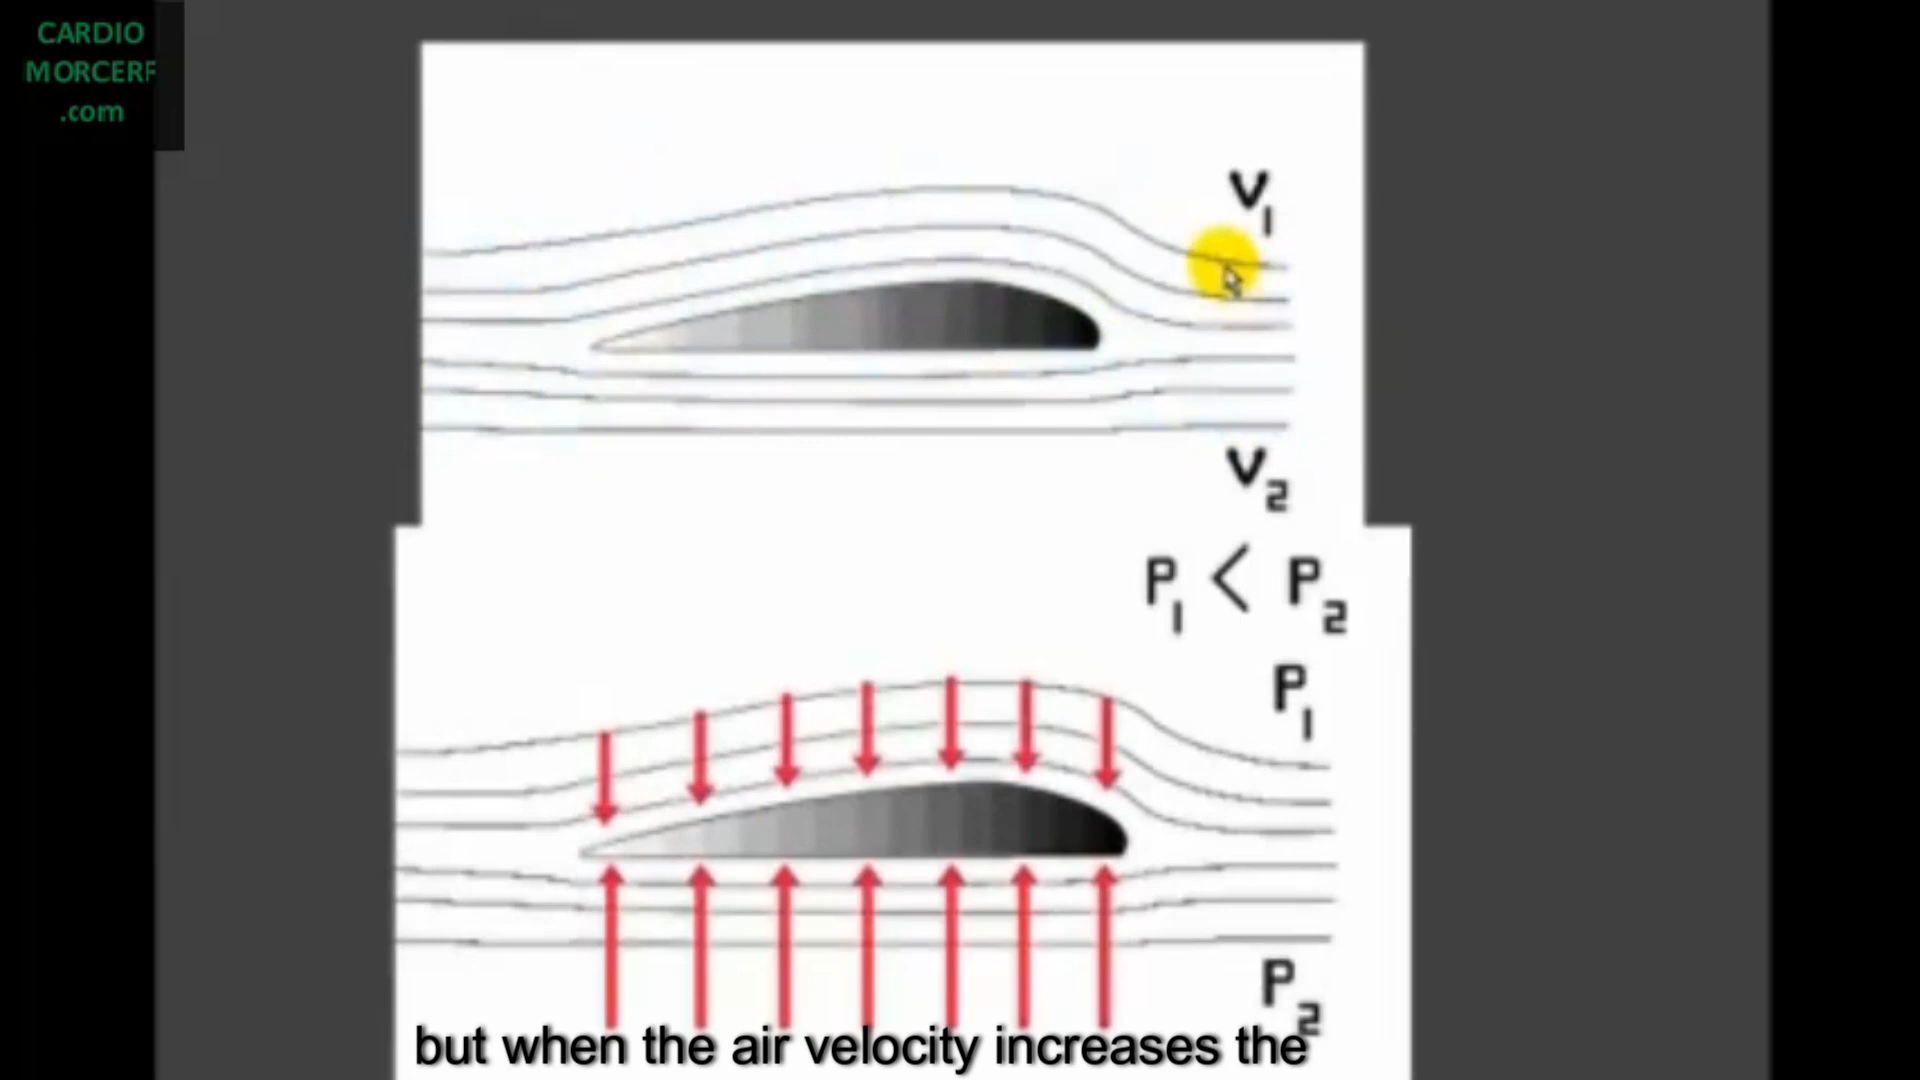 CARDIO
MORCERF
.com
V1
V2
P1 < P2
P1
P2
but when the air velocity increases the